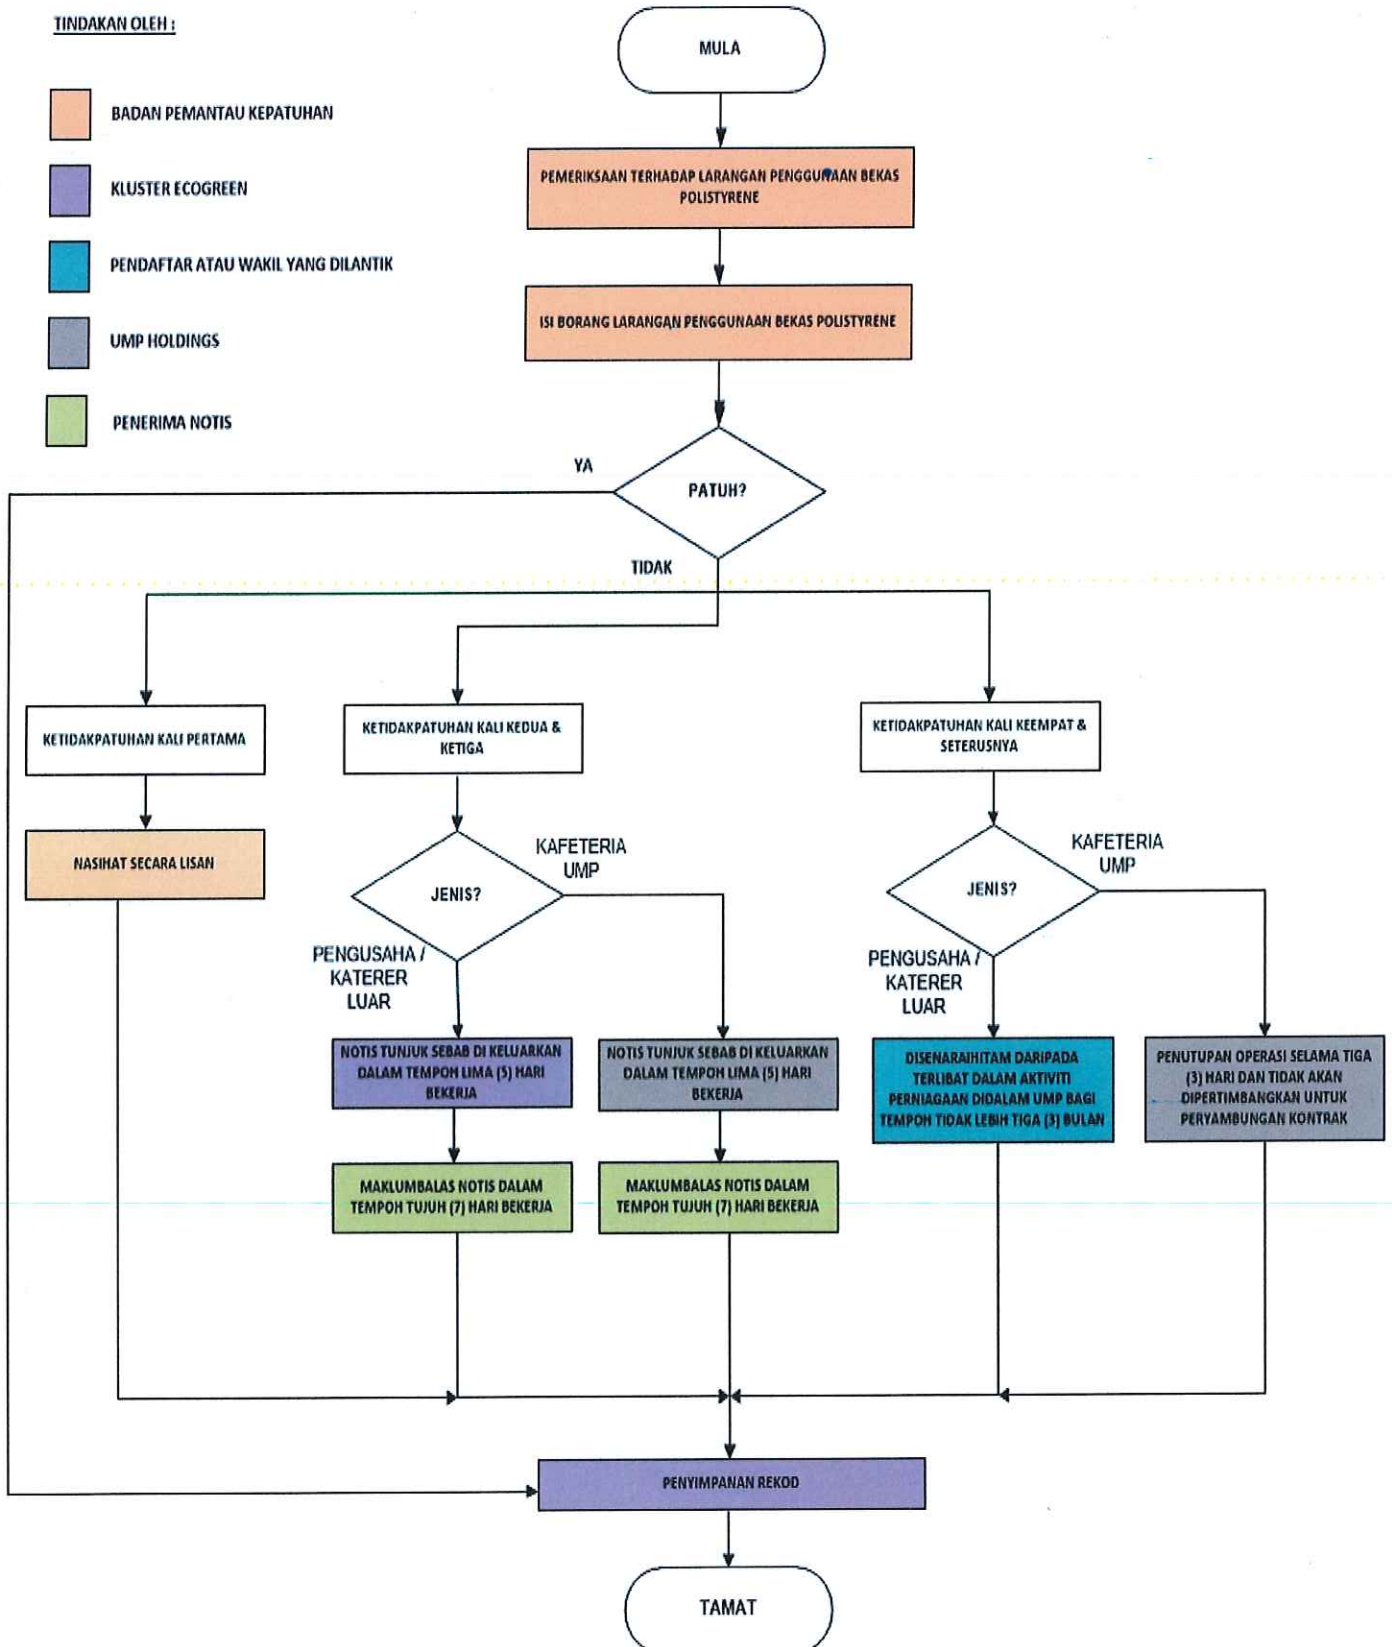 TINDAKAN OLEH :
BADAN PEMANTAU KEPATUHAN
KLUSTER ECOGREEN
PENDAFTAR ATAU WAKIL YANG DILANTIK
UMP HOLDINGS
PENERIMA NOTIS
MULA
PEMERIKSAAN TERHADAP LARANGAN PENGGUNAAN BEKAS
POLISTYRENE
ISI BORANG LARANGAN PENGGUNAAN BEKAS POLISTYRENE
PATUH?
YA
TIDAK
KETIDAKPATUHAN KALI PERTAMA
NASIHAT SECARA LISAN
KETIDAKPATUHAN KALI KEDUA &
KETIGA
JENIS?
KAFETERIA
UMP
PENGUSAHA /
KATERER
LUAR
NOTIS TUNJUK SEBAB DI KELUARKAN
DALAM TEMPOH LIMA (5) HARI
BEKERJA
MAKLUMBALAS NOTIS DALAM
TEMPOH TUJUH (7) HARI BEKERJA
NOTIS TUNJUK SEBAB DI KELUARKAN
DALAM TEMPOH LIMA (5) HARI
BEKERJA
MAKLUMBALAS NOTIS DALAM
TEMPOH TUJUH (7) HARI BEKERJA
KETIDAKPATUHAN KALI KEEMPAT &
SETERUSNYA
JENIS?
KAFETERIA
UMP
PENGUSAHA /
KATERER
LUAR
DISENARAIHITAM DARIPADA
TERLIBAT DALAM AKTIVITI
PERNIAGAAN DIDALAM UMP BAGI
TEMPOH TIDAK LEBIH TIGA (3) BULAN
PENUTUPAN OPERASI SELAMA TIGA
(3) HARI DAN TIDAK AKAN
DIPERTIMBANGKAN UNTUK
PERYAMBUNGAN KONTRAK
PENYIMPANAN REKOD
TAMAT